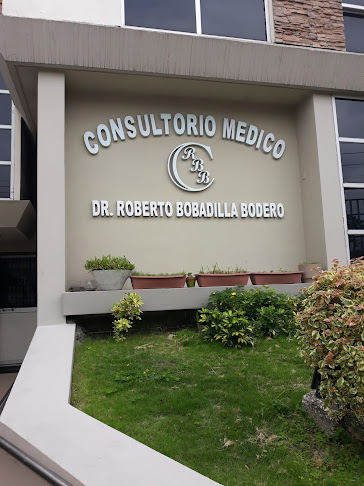 CONSULTORIO MEDICO
C RBB
DR. ROBERTO BOBADILLA BODERO